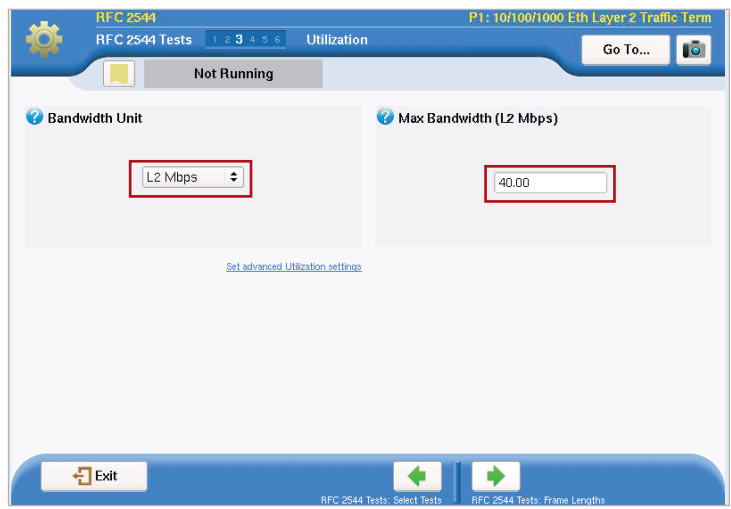 RFC 2544
P1: 10/100/1000 Eth Layer 2 Traffic Term
RFC 2544 Tests 1 2 3 4 5 6 Utilization
Go To...
Not Running
? Bandwidth Unit
? Max Bandwidth (L2 Mbps)
L2 Mbps
40.00
Set advanced Utilization settings
Exit
RFC 2544 Tests: Select Tests
RFC 2544 Tests: Frame Lengths